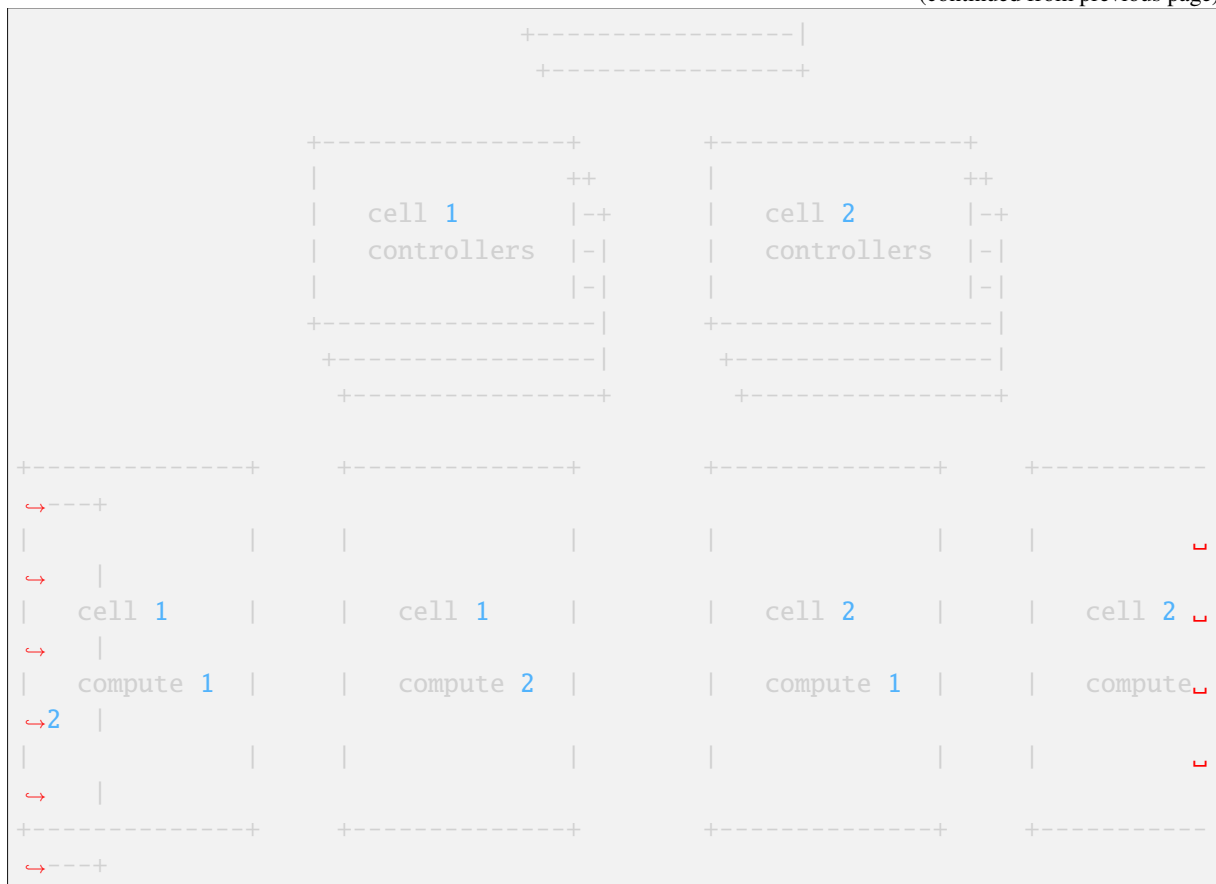 (continued from previous page)
                                  +-----------------|
                                   +-----------------+

                    +-----------------+        +-----------------+
                    |                ++        |                ++
                    |   cell 1       |-+       |   cell 2       |-+
                    |   controllers  |-|       |   controllers  |-|
                    |                |-|       |                |-|
                    +------------------|       +------------------|
                     +-----------------|        +-----------------|
                      +----------------+         +----------------+

+--------------+     +--------------+        +--------------+     +-----------
↪----+
|              |     |              |        |              |     |          ␣
↪   |
|   cell 1     |     |   cell 1     |        |   cell 2     |     |   cell 2 ␣
↪   |
|   compute 1  |     |   compute 2  |        |   compute 1  |     |   compute␣
↪2  |
|              |     |              |        |              |     |          ␣
↪   |
+--------------+     +--------------+        +--------------+     +-----------
↪----+